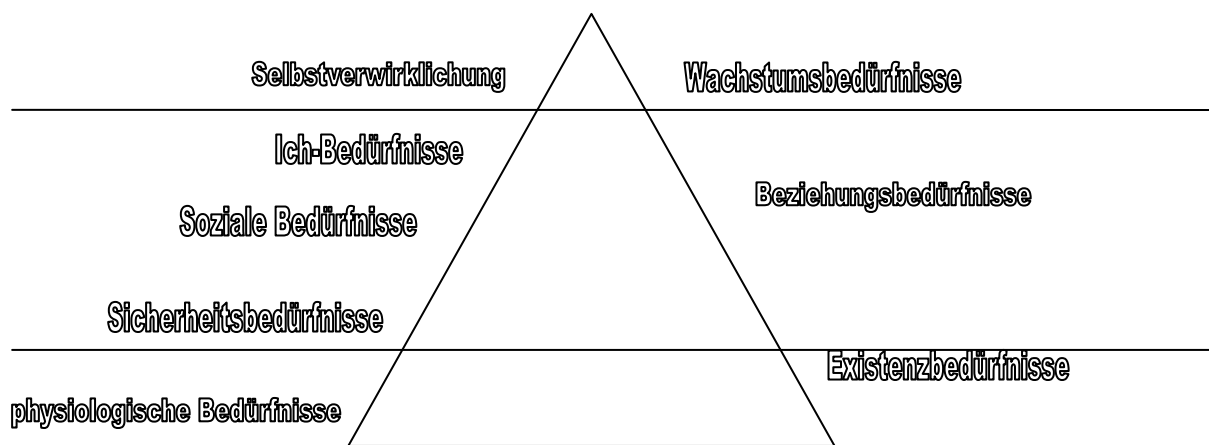 Selbstverwirklichung
Wachstumsbedürfnisse
Ich-Bedürfnisse
Beziehungsbedürfnisse
Soziale Bedürfnisse
Sicherheitsbedürfnisse
Existenzbedürfnisse
physiologische Bedürfnisse